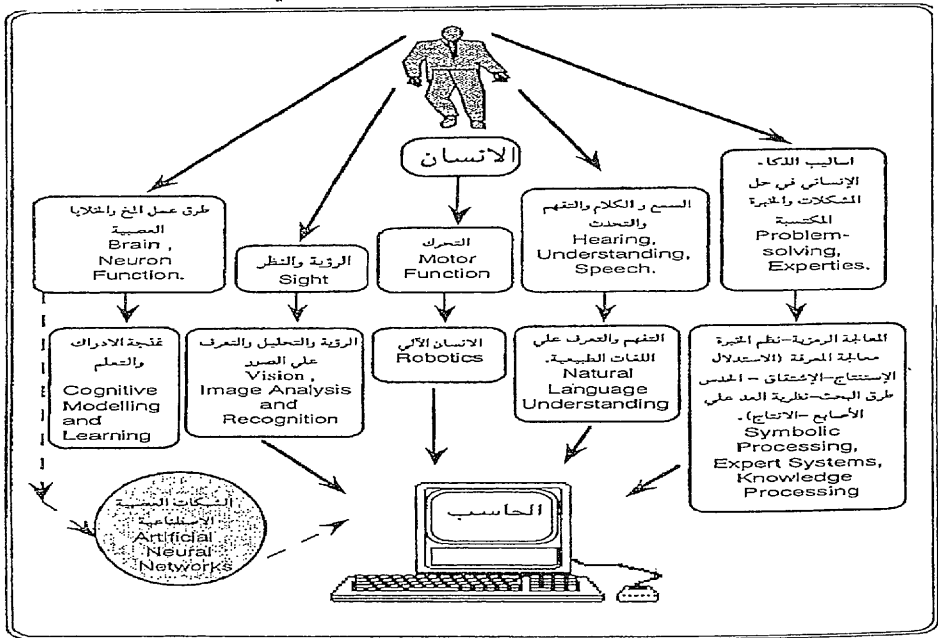 الانسان
طرق عمل المخ والخلايا
العصبية
Brain ,
Neuron
Function.
الرؤية والنظر
Sight
التحرك
Motor
Function
السمع و الكلام والتفهم
والتحدث
Hearing,
Understanding,
Speech.
اساليب الذكاء
الإنساني في حل
المشكلات والخبرة
المكتسبة
Problem-
solving,
Experties.
نمذجة الادراك
والتعلم
Cognitive
Modelling
and
Learning
الرؤية والتحليل والتعرف
على الصور
Vision ,
Image Analysis
and
Recognition
الانسان الآلي
Robotics
التفهم والتعرف علي
اللغات الطبيعية.
Natural
Language
Understanding
المعالجة الرمزية-نظم الخبرة
معالجة المعرفة (الاستدلال
الإستنتاج-الإشتقاق - الحدس
طرق البحث-نظرية العد علي
الأصابع -الانتاج).
Symbolic
Processing,
Expert Systems,
Knowledge
Processing
الشبكات العصبية
الاصطناعية
Artificial
Neural
Networks
الحاسب